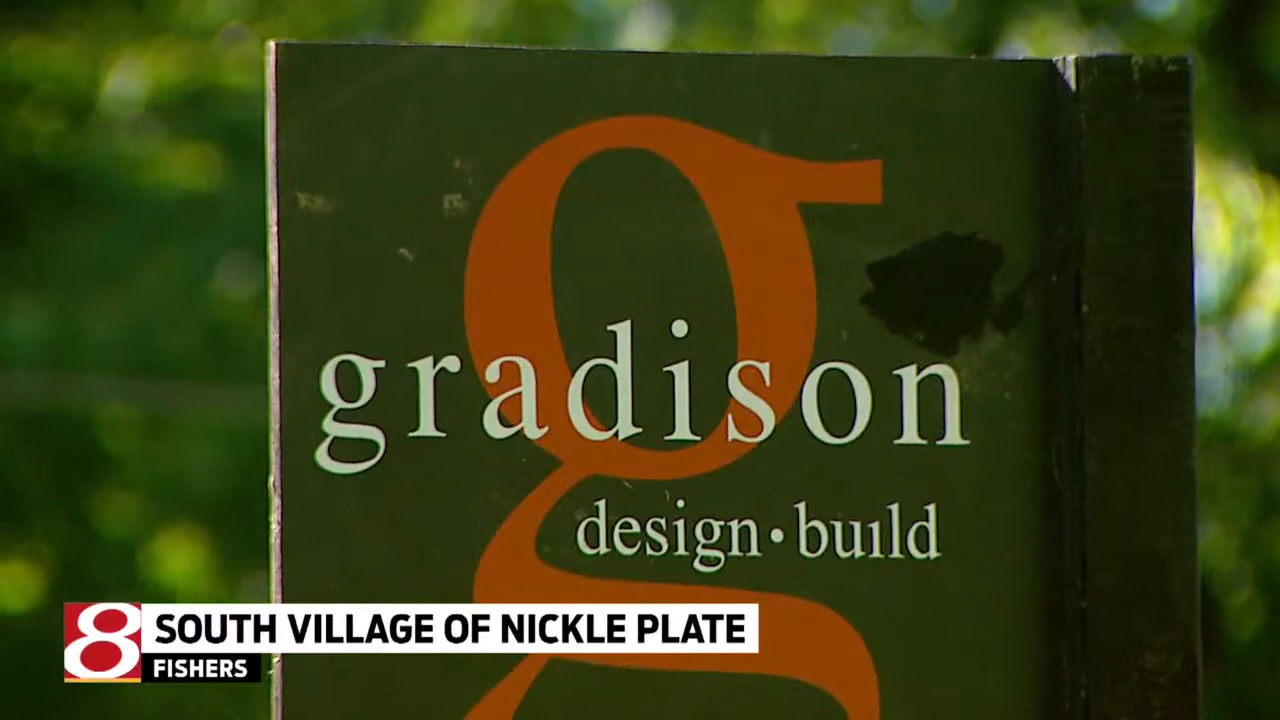 g
gradison
design·build
8 SOUTH VILLAGE OF NICKLE PLATE
FISHERS